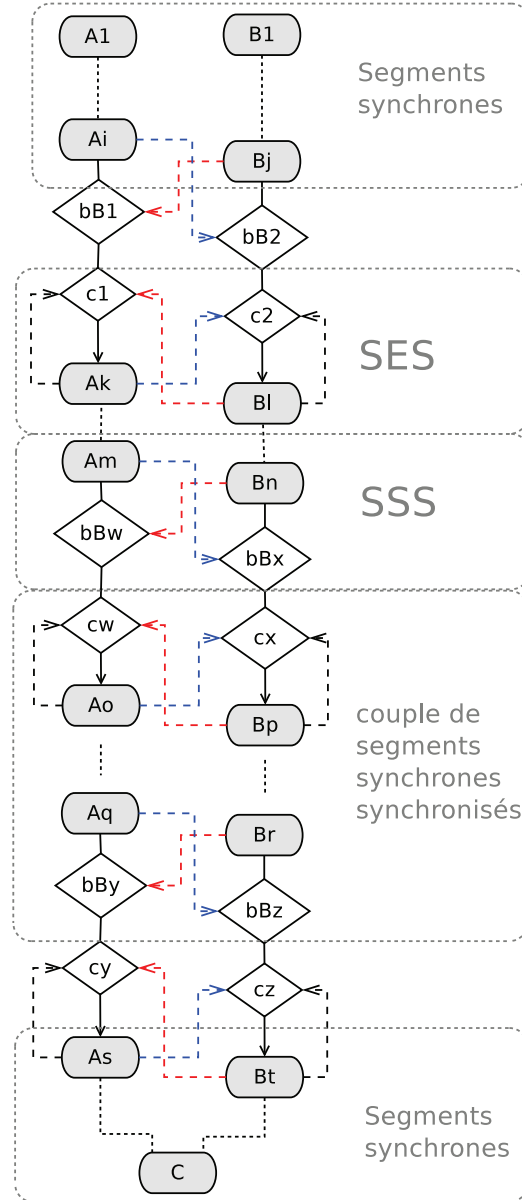 A1
B1
Segments
synchrones
Ai
Bj
bB1
bB2
c1
c2
SES
Ak
Bl
Am
Bn
SSS
bBw
bBx
cw
cx
Ao
Bp
couple de
segments
synchrones
synchronisés
Aq
Br
bBy
bBz
cy
cz
As
Bt
Segments
synchrones
C